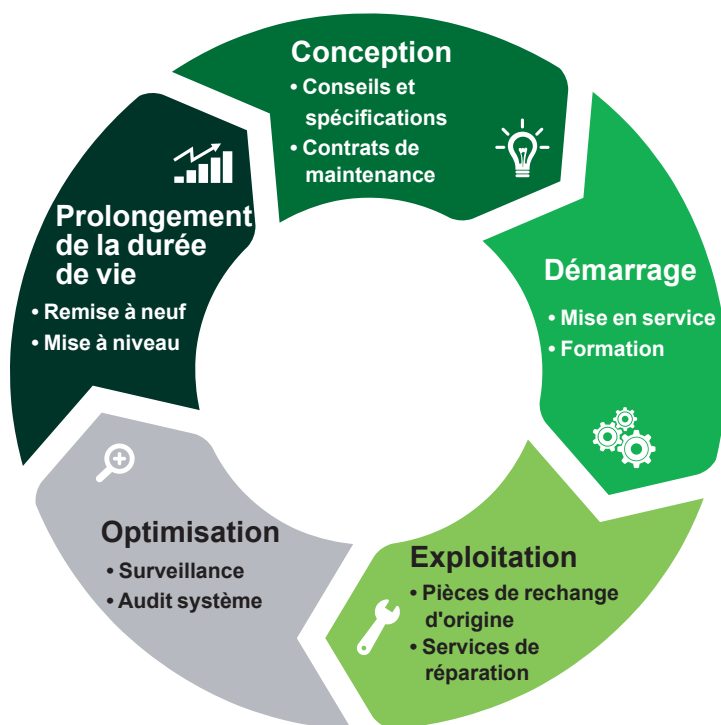 Conception
• Conseils et
spécifications
• Contrats de
maintenance
Démarrage
• Mise en service
• Formation
Exploitation
• Pièces de rechange
d'origine
• Services de
réparation
Optimisation
• Surveillance
• Audit système
Prolongement
de la durée
de vie
• Remise à neuf
• Mise à niveau